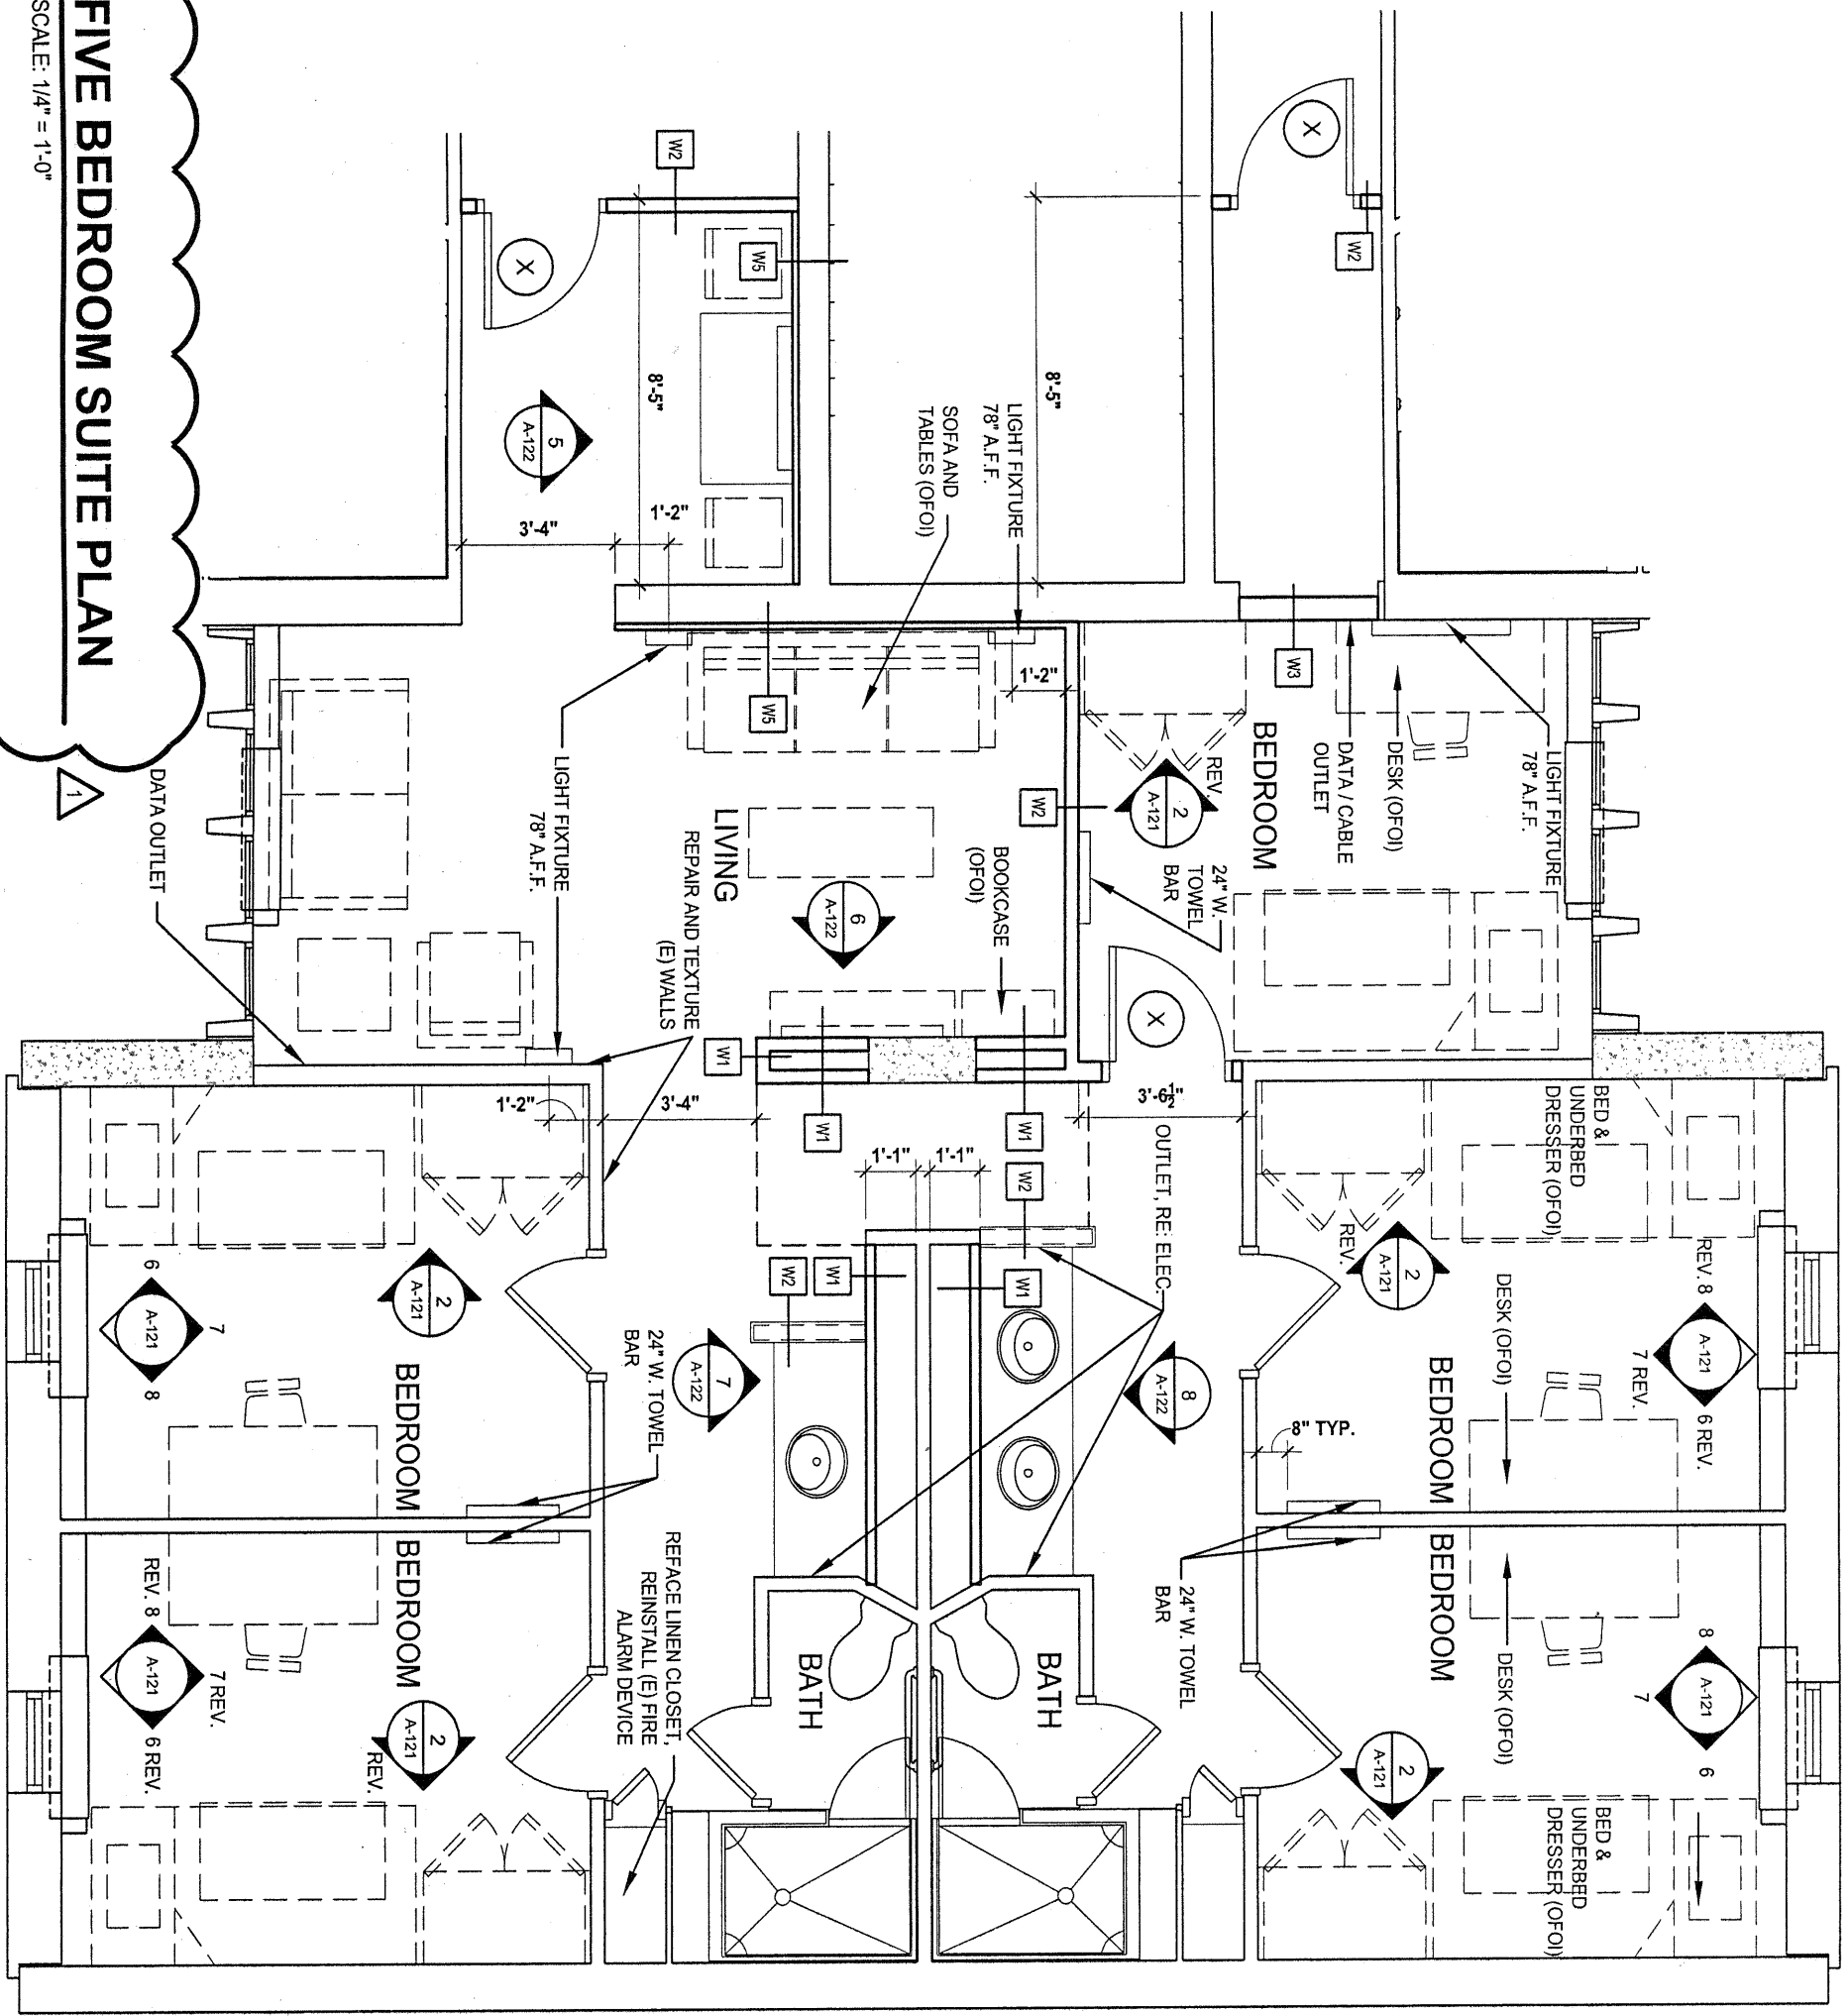 FIVE BEDROOM SUITE PLAN
SCALE: 1/4" = 1'-0"
1
X
W2
W2
X
W5
8'-5"
8'-5"
5
A-122
1'-2"
3'-4"
LIGHT FIXTURE
78" A.F.F.
SOFA AND
TABLES (OFOI)
W3
W5
1'-2"
LIGHT FIXTURE
78" A.F.F.
DESK (OFOI)
DATA / CABLE
OUTLET
BEDROOM
REV.
2
A-121
W2
24" W.
TOWEL
BAR
BOOKCASE
(OFOI)
LIVING
6
A-122
LIGHT FIXTURE
78" A.F.F.
REPAIR AND TEXTURE
(E) WALLS
DATA OUTLET
X
W1
W1
W1
3'-6½"
3'-4"
1'-2"
1'-1"
1'-1"
W2
W1
W1
W2
OUTLET, RE: ELEC.
BED &
UNDERBED
DRESSER (OFOI)
REV.
2
A-121
REV. 8
A-121
7 REV.
6 REV.
DESK (OFOI)
BEDROOM
8" TYP.
8
A-122
7
A-122
24" W. TOWEL
BAR
2
A-121
6
A-121
7
8
BEDROOM
BEDROOM
DESK (OFOI)
8
A-121
7
6
2
A-121
BED &
UNDERBED
DRESSER (OFOI)
24" W. TOWEL
BAR
BATH
BATH
REFACE LINEN CLOSET,
REINSTALL (E) FIRE
ALARM DEVICE
BEDROOM
REV. 8
A-121
7 REV.
6 REV.
2
A-121
REV.